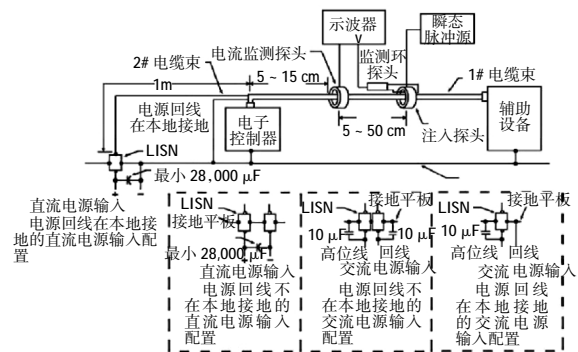 示波器
瞬态
脉冲源
电流监测探头
监测环
探头
2# 电缆束
1# 电缆束
1m
5 ~ 15 cm
电源回线
在本地接地
电子
控制器
5 ~ 50 cm
注入探头
辅助
设备
LISN
最小 28,000 µF
直流电源输入
电源回线在本地接
地的直流电源输入配
置
LISN
接地平板
最小 28,000 µF
直流电源输入
电源回线不
在本地接地的
直流电源输入
配置
LISN
接地平板
10 µF
10 µF
高位线
回线
交流电源输入
电源回线不
在本地接地的
交流电源输入
配置
LISN
接地平板
10 µF
高位线
回线
交流电源输入
电源回线
在本地接地
的交流电源
输入配置